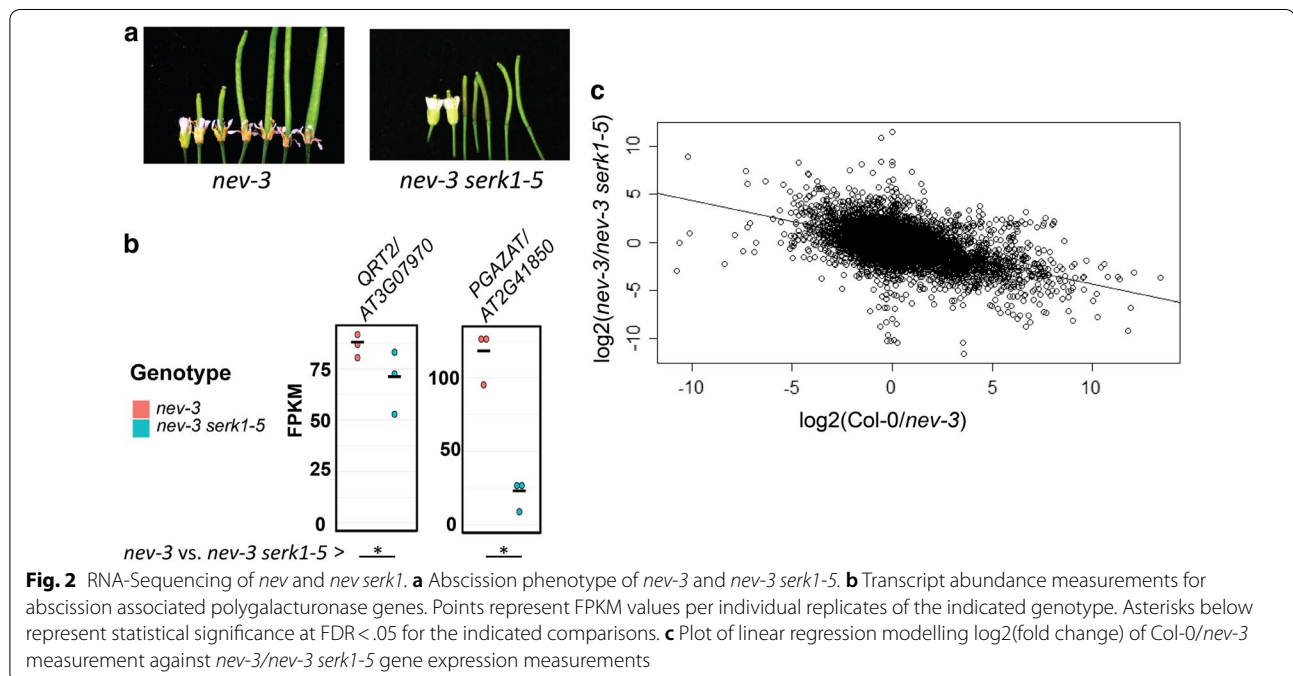 a
nev-3
nev-3 serk1-5
b
QRT2/
AT3G07970
PGAZAT/
AT2G41850
Genotype
nev-3
nev-3 serk1-5
FPKM
75
50
25
0
100
50
0
nev-3 vs. nev-3 serk1-5 > * *
c
log2(nev-3/nev-3 serk1-5)
10
5
0
-5
-10
-10 -5 0 5 10
log2(Col-0/nev-3)
Fig. 2 RNA-Sequencing of nev and nev serk1. a Abscission phenotype of nev-3 and nev-3 serk1-5. b Transcript abundance measurements for
abscission associated polygalacturonase genes. Points represent FPKM values per individual replicates of the indicated genotype. Asterisks below
represent statistical significance at FDR < .05 for the indicated comparisons. c Plot of linear regression modelling log2(fold change) of Col-0/nev-3
measurement against nev-3/nev-3 serk1-5 gene expression measurements